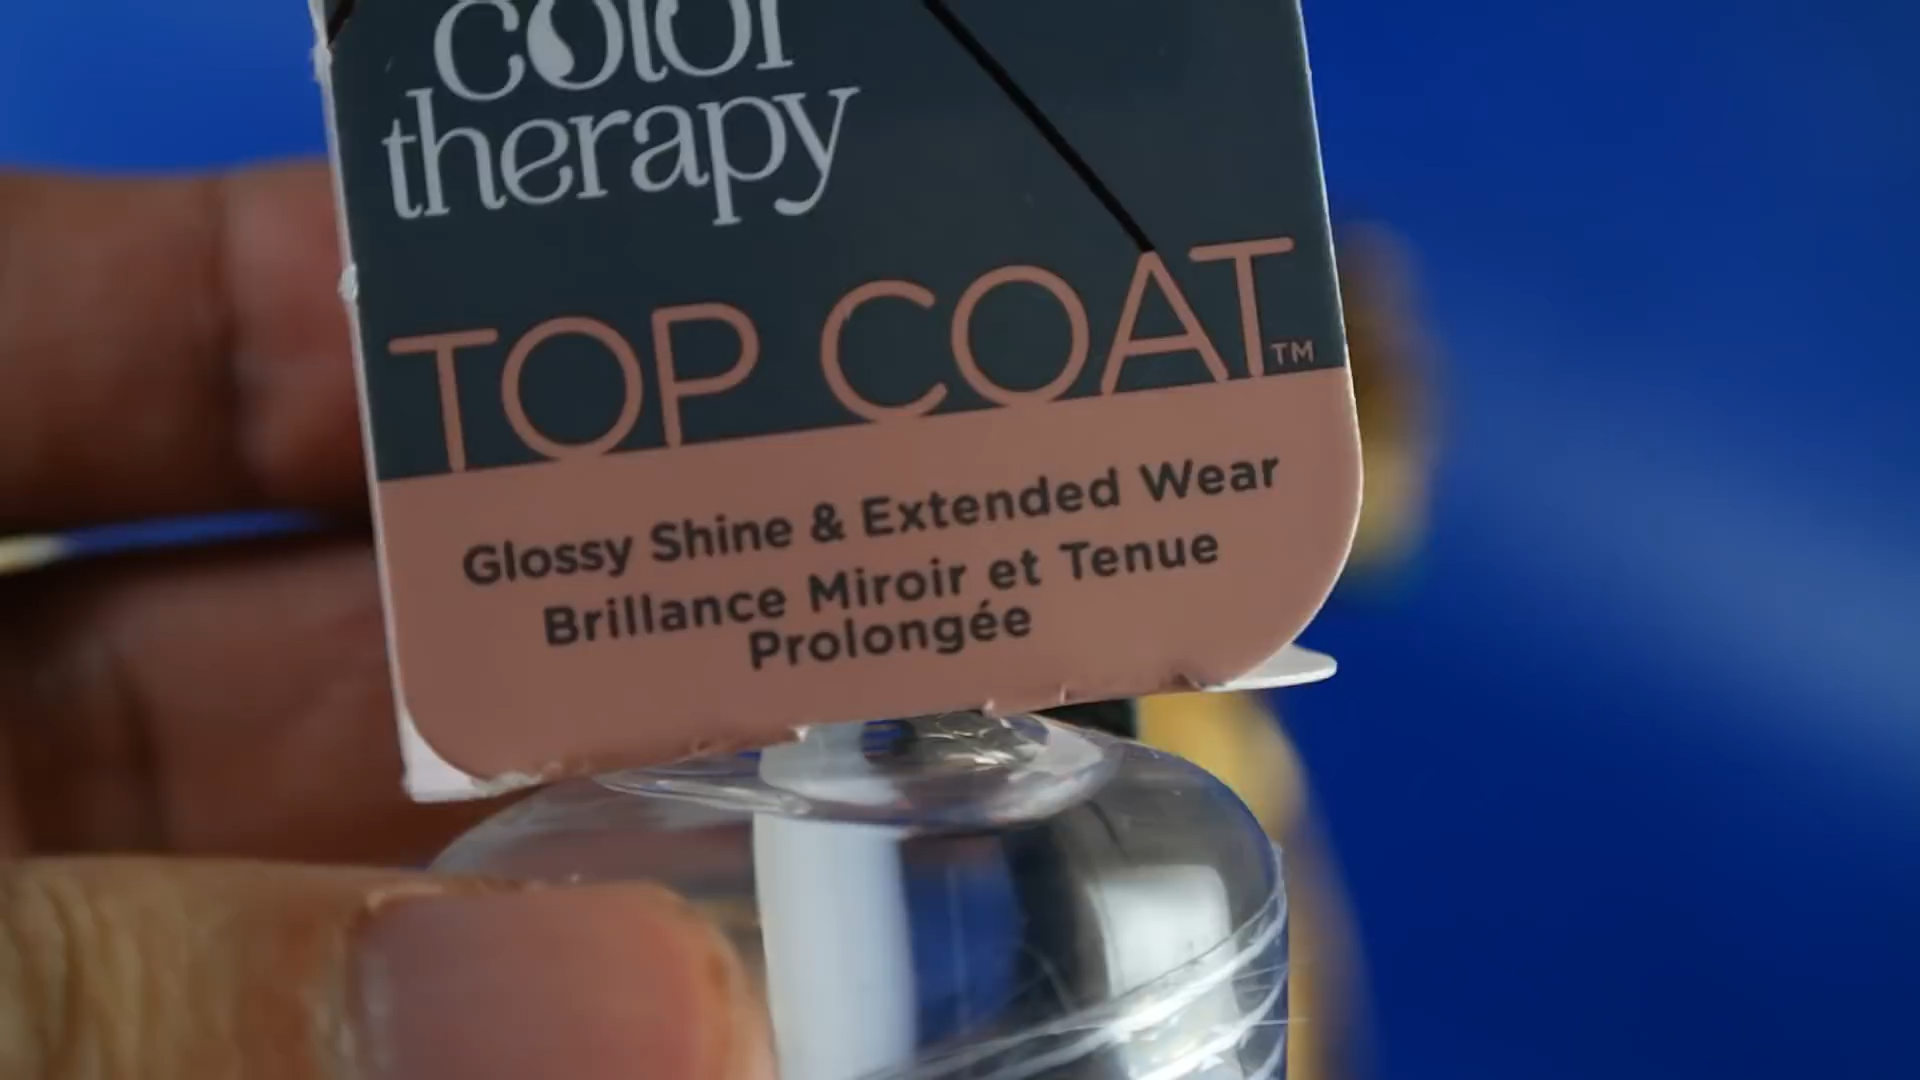 color
therapy
TOP COAT™
Glossy Shine & Extended Wear
Brillance Miroir et Tenue
Prolongée